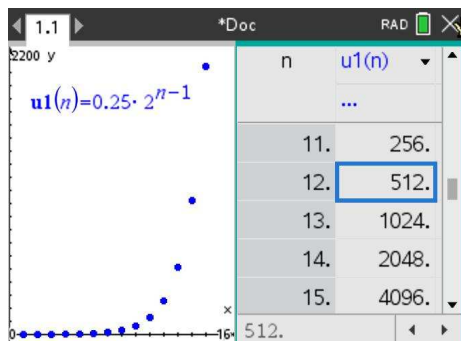 1.1 *Doc RAD
2200 y
u1(n)=0.25·2^{n-1}
x
0 16
n u1(n)
...
11. 256.
12. 512.
13. 1024.
14. 2048.
15. 4096.
512.